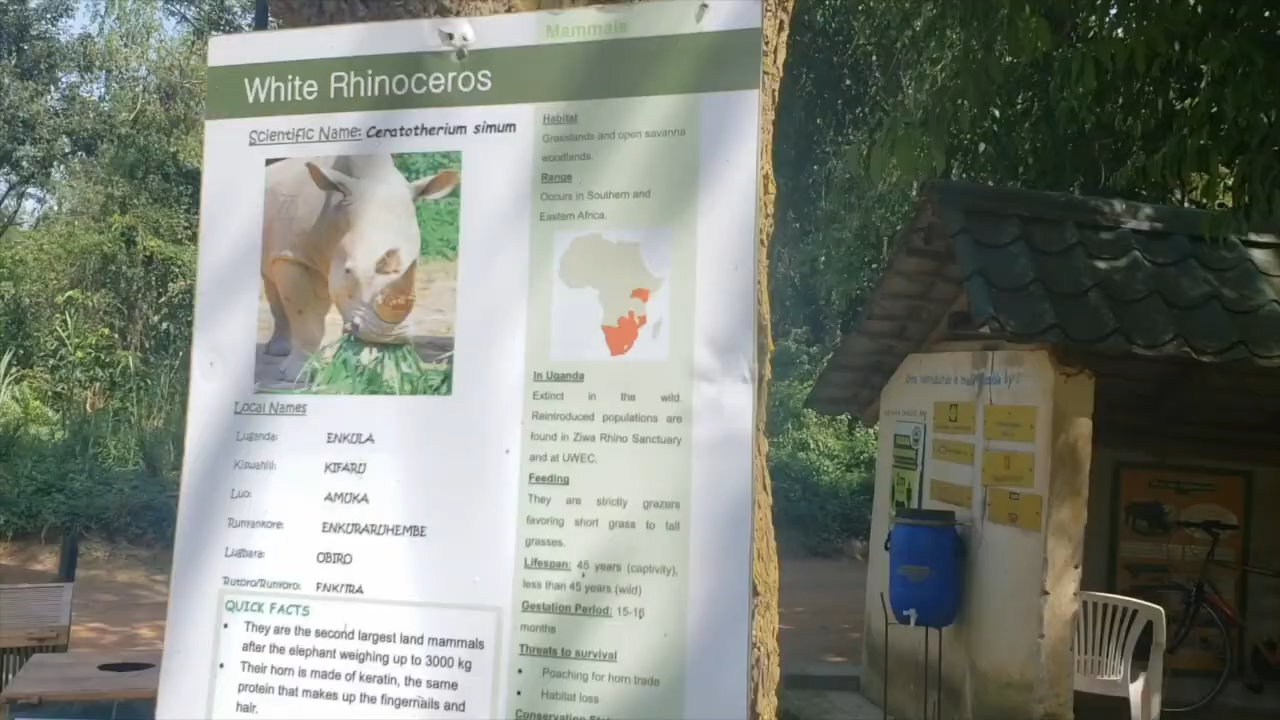 Mammals
White Rhinoceros
Scientific Name: Ceratotherium simum
Local Names
Luganda: ENKULA
Kiswahili: KIFARU
Luo: AMUKA
Runyankore: ENKURARUHEMBE
Lugbara: OBIRO
Rutoro/Runyoro: ENKURA
QUICK FACTS
• They are the second largest land mammals
after the elephant weighing up to 3000 kg
• Their horn is made of keratin, the same
protein that makes up the fingernails and
hair.
Habitat
Grasslands and open savanna
woodlands.
Range
Occurs in Southern and
Eastern Africa.
In Uganda
Extinct in the wild.
Reintroduced populations are
found in Ziwa Rhino Sanctuary
and at UWEC.
Feeding
They are strictly grazers
favoring short grass to tall
grasses.
Lifespan: 45 years (captivity),
less than 45 years (wild)
Gestation Period: 15-16
months
Threats to survival
• Poaching for horn trade
• Habitat loss
Conservation